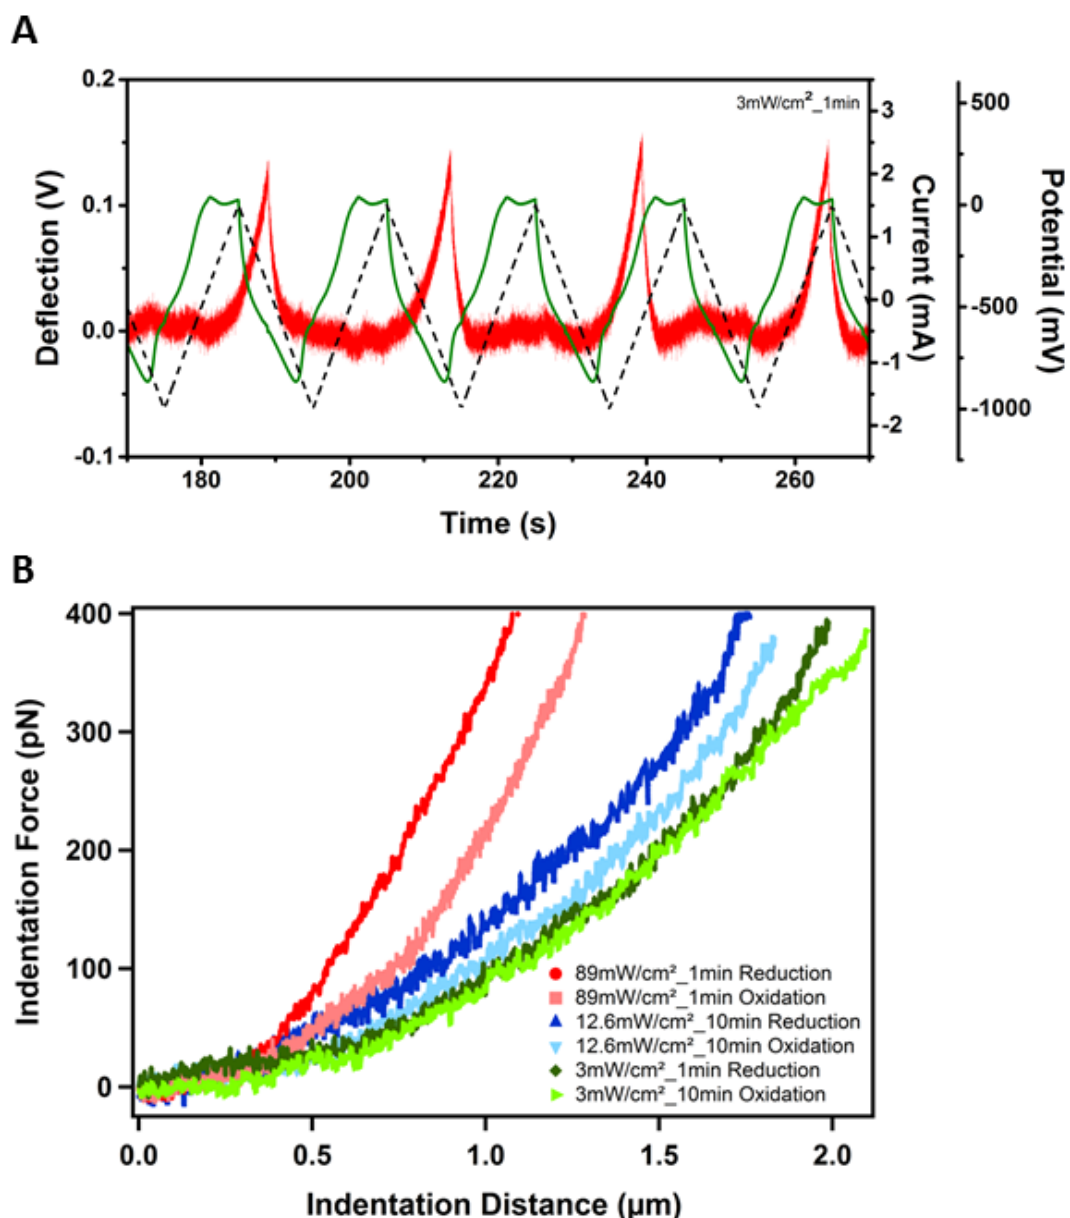 A
3mW/cm²_1min
Deflection (V)
0.2
0.1
0.0
-0.1
Current (mA)
3
2
1
0
-1
-2
Potential (mV)
500
0
-500
-1000
180
200
220
240
260
Time (s)
B
Indentation Force (pN)
400
300
200
100
0
89mW/cm²_1min Reduction
89mW/cm²_1min Oxidation
12.6mW/cm²_10min Reduction
12.6mW/cm²_10min Oxidation
3mW/cm²_1min Reduction
3mW/cm²_10min Oxidation
0.0
0.5
1.0
1.5
2.0
Indentation Distance (µm)